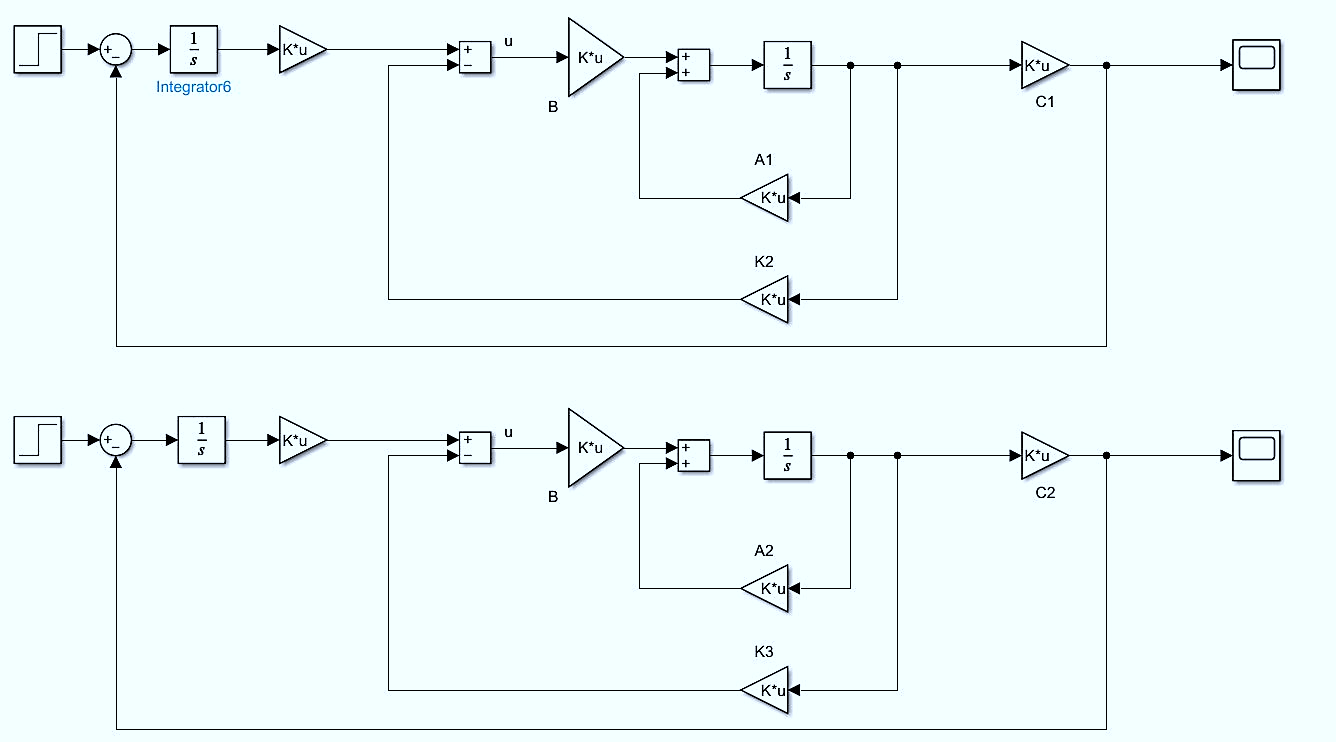 +
−
1
s
Integrator6
K*u
+
−
u
K*u
B
+
+
1
s
K*u
C1
A1
K*u
K2
K*u
+
−
1
s
K*u
+
−
u
K*u
B
+
+
1
s
K*u
C2
A2
K*u
K3
K*u